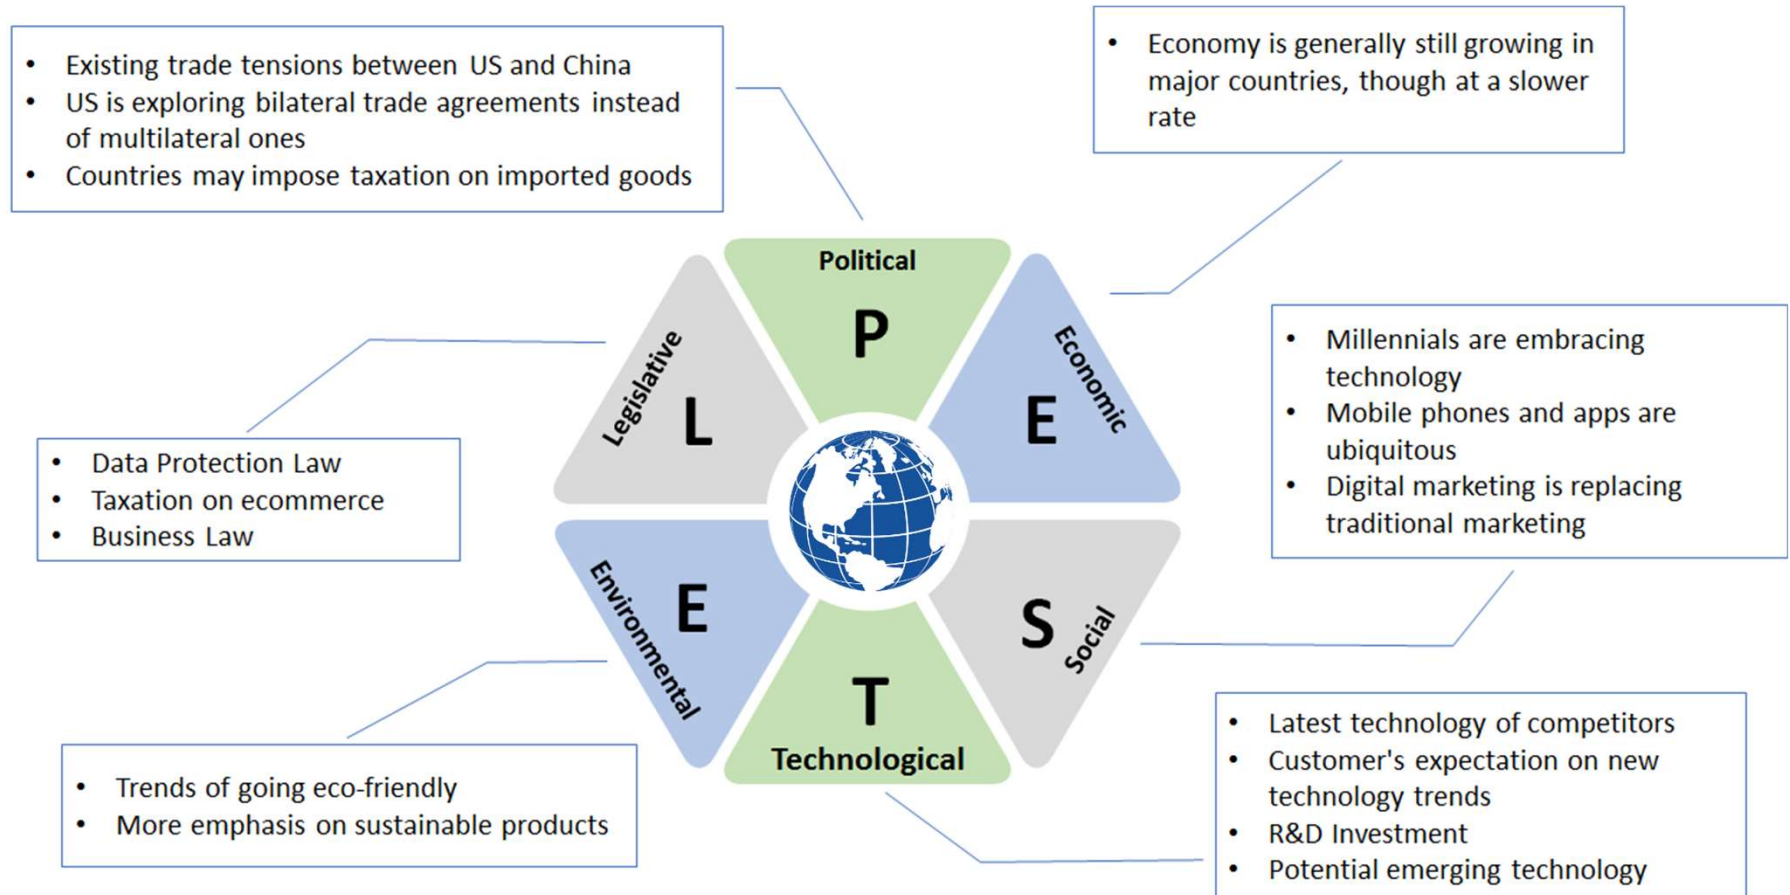 • Existing trade tensions between US and China
• US is exploring bilateral trade agreements instead
of multilateral ones
• Countries may impose taxation on imported goods
• Economy is generally still growing in
major countries, though at a slower
rate
Political
P
Economic
E
Legislative
L
• Millennials are embracing
technology
• Mobile phones and apps are
ubiquitous
• Digital marketing is replacing
traditional marketing
• Data Protection Law
• Taxation on ecommerce
• Business Law
Environmental
E
S
Social
T
Technological
• Trends of going eco-friendly
• More emphasis on sustainable products
• Latest technology of competitors
• Customer's expectation on new
technology trends
• R&D Investment
• Potential emerging technology